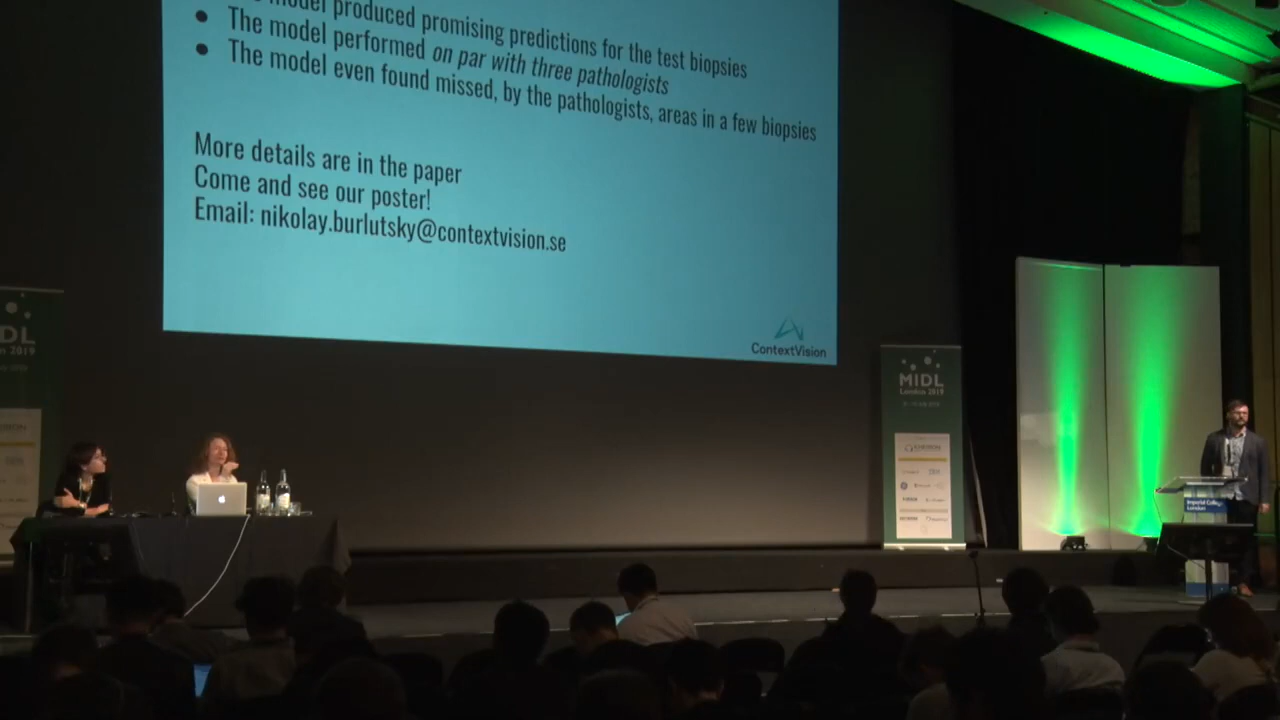 model produced promising predictions for the test biopsies
• The model performed on par with three pathologists
• The model even found missed, by the pathologists, areas in a few biopsies
More details are in the paper
Come and see our poster!
Email: nikolay.burlutsky@contextvision.se
ContextVision
DL
2019
MIDL
London 2019
Imperial College
London